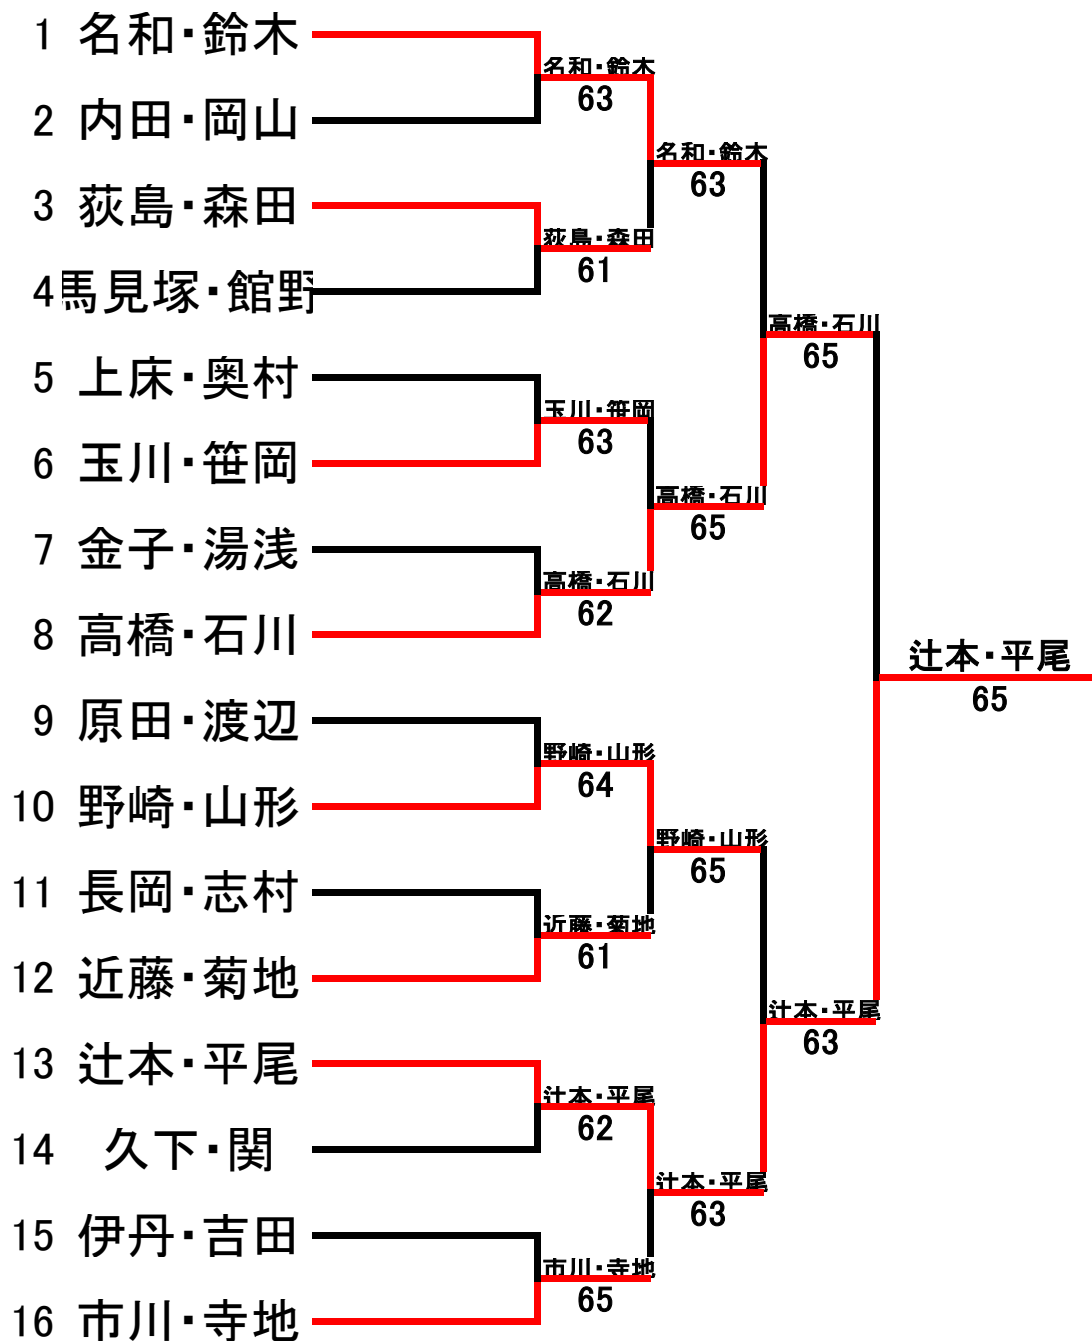 1 名和・鈴木
名和・鈴木
63
2 内田・岡山
名和・鈴木
63
3 荻島・森田
荻島・森田
61
4 馬見塚・館野
高橋・石川
65
5 上床・奥村
玉川・笹岡
63
6 玉川・笹岡
高橋・石川
65
7 金子・湯浅
高橋・石川
62
8 高橋・石川
辻本・平尾
65
9 原田・渡辺
野崎・山形
64
10 野崎・山形
野崎・山形
65
11 長岡・志村
近藤・菊地
61
12 近藤・菊地
辻本・平尾
63
13 辻本・平尾
辻本・平尾
62
14 久下・関
辻本・平尾
63
15 伊丹・吉田
市川・寺地
65
16 市川・寺地